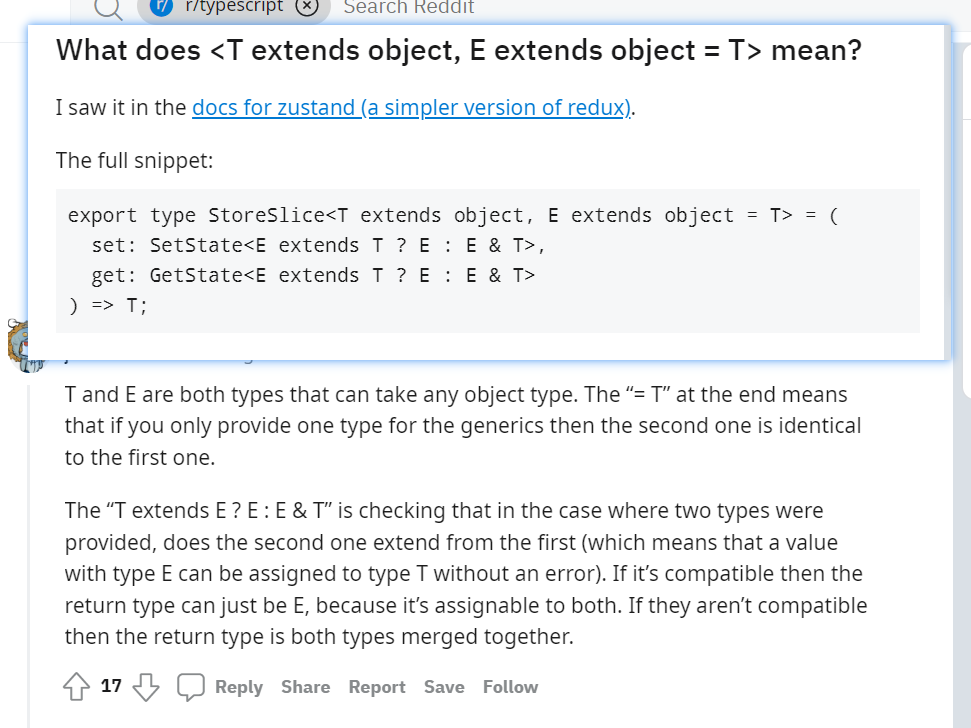 r/typescript Search Reddit
What does <T extends object, E extends object = T> mean?
I saw it in the docs for zustand (a simpler version of redux).
The full snippet:
export type StoreSlice<T extends object, E extends object = T> = (
set: SetState<E extends T ? E : E & T>,
get: GetState<E extends T ? E : E & T>
) => T;
T and E are both types that can take any object type. The “= T” at the end means
that if you only provide one type for the generics then the second one is identical
to the first one.
The “T extends E ? E : E & T” is checking that in the case where two types were
provided, does the second one extend from the first (which means that a value
with type E can be assigned to type T without an error). If it’s compatible then the
return type can just be E, because it’s assignable to both. If they aren’t compatible
then the return type is both types merged together.
17 Reply Share Report Save Follow